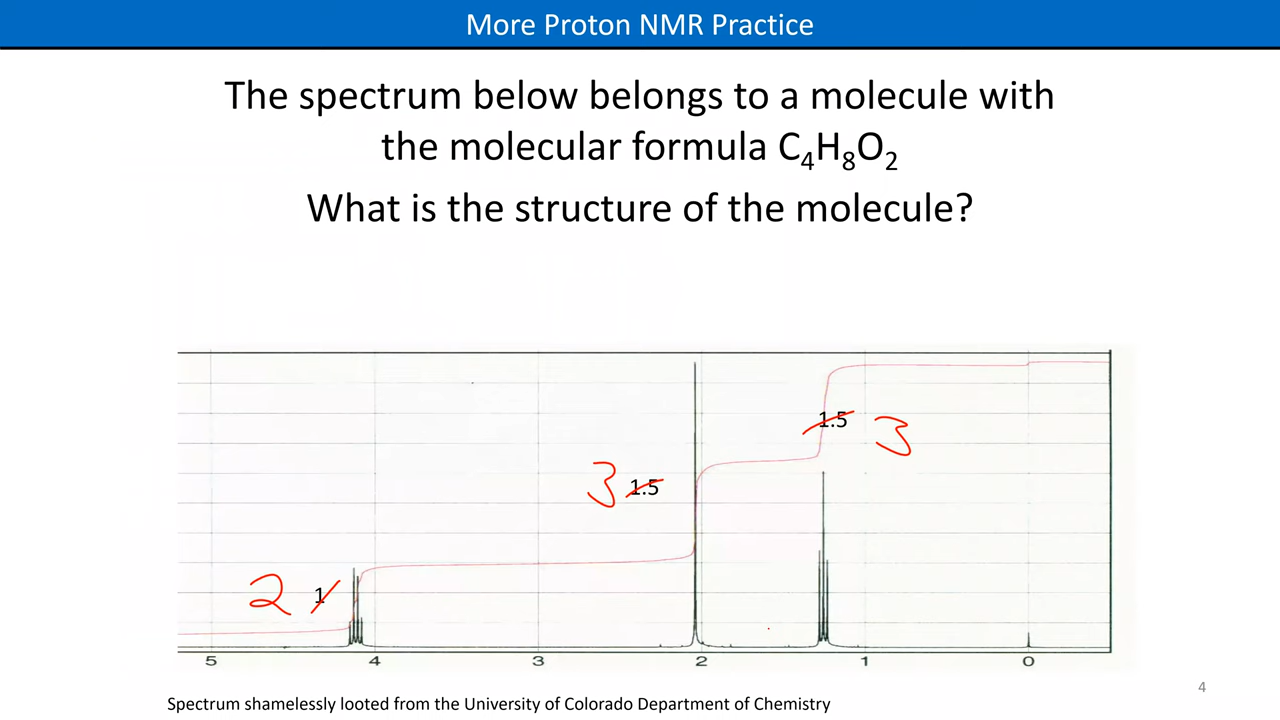 More Proton NMR Practice
The spectrum below belongs to a molecule with
the molecular formula C₄H₈O₂
What is the structure of the molecule?
1.5 3
3 1.5
2 1
5 4 3 2 1 0
Spectrum shamelessly looted from the University of Colorado Department of Chemistry
4